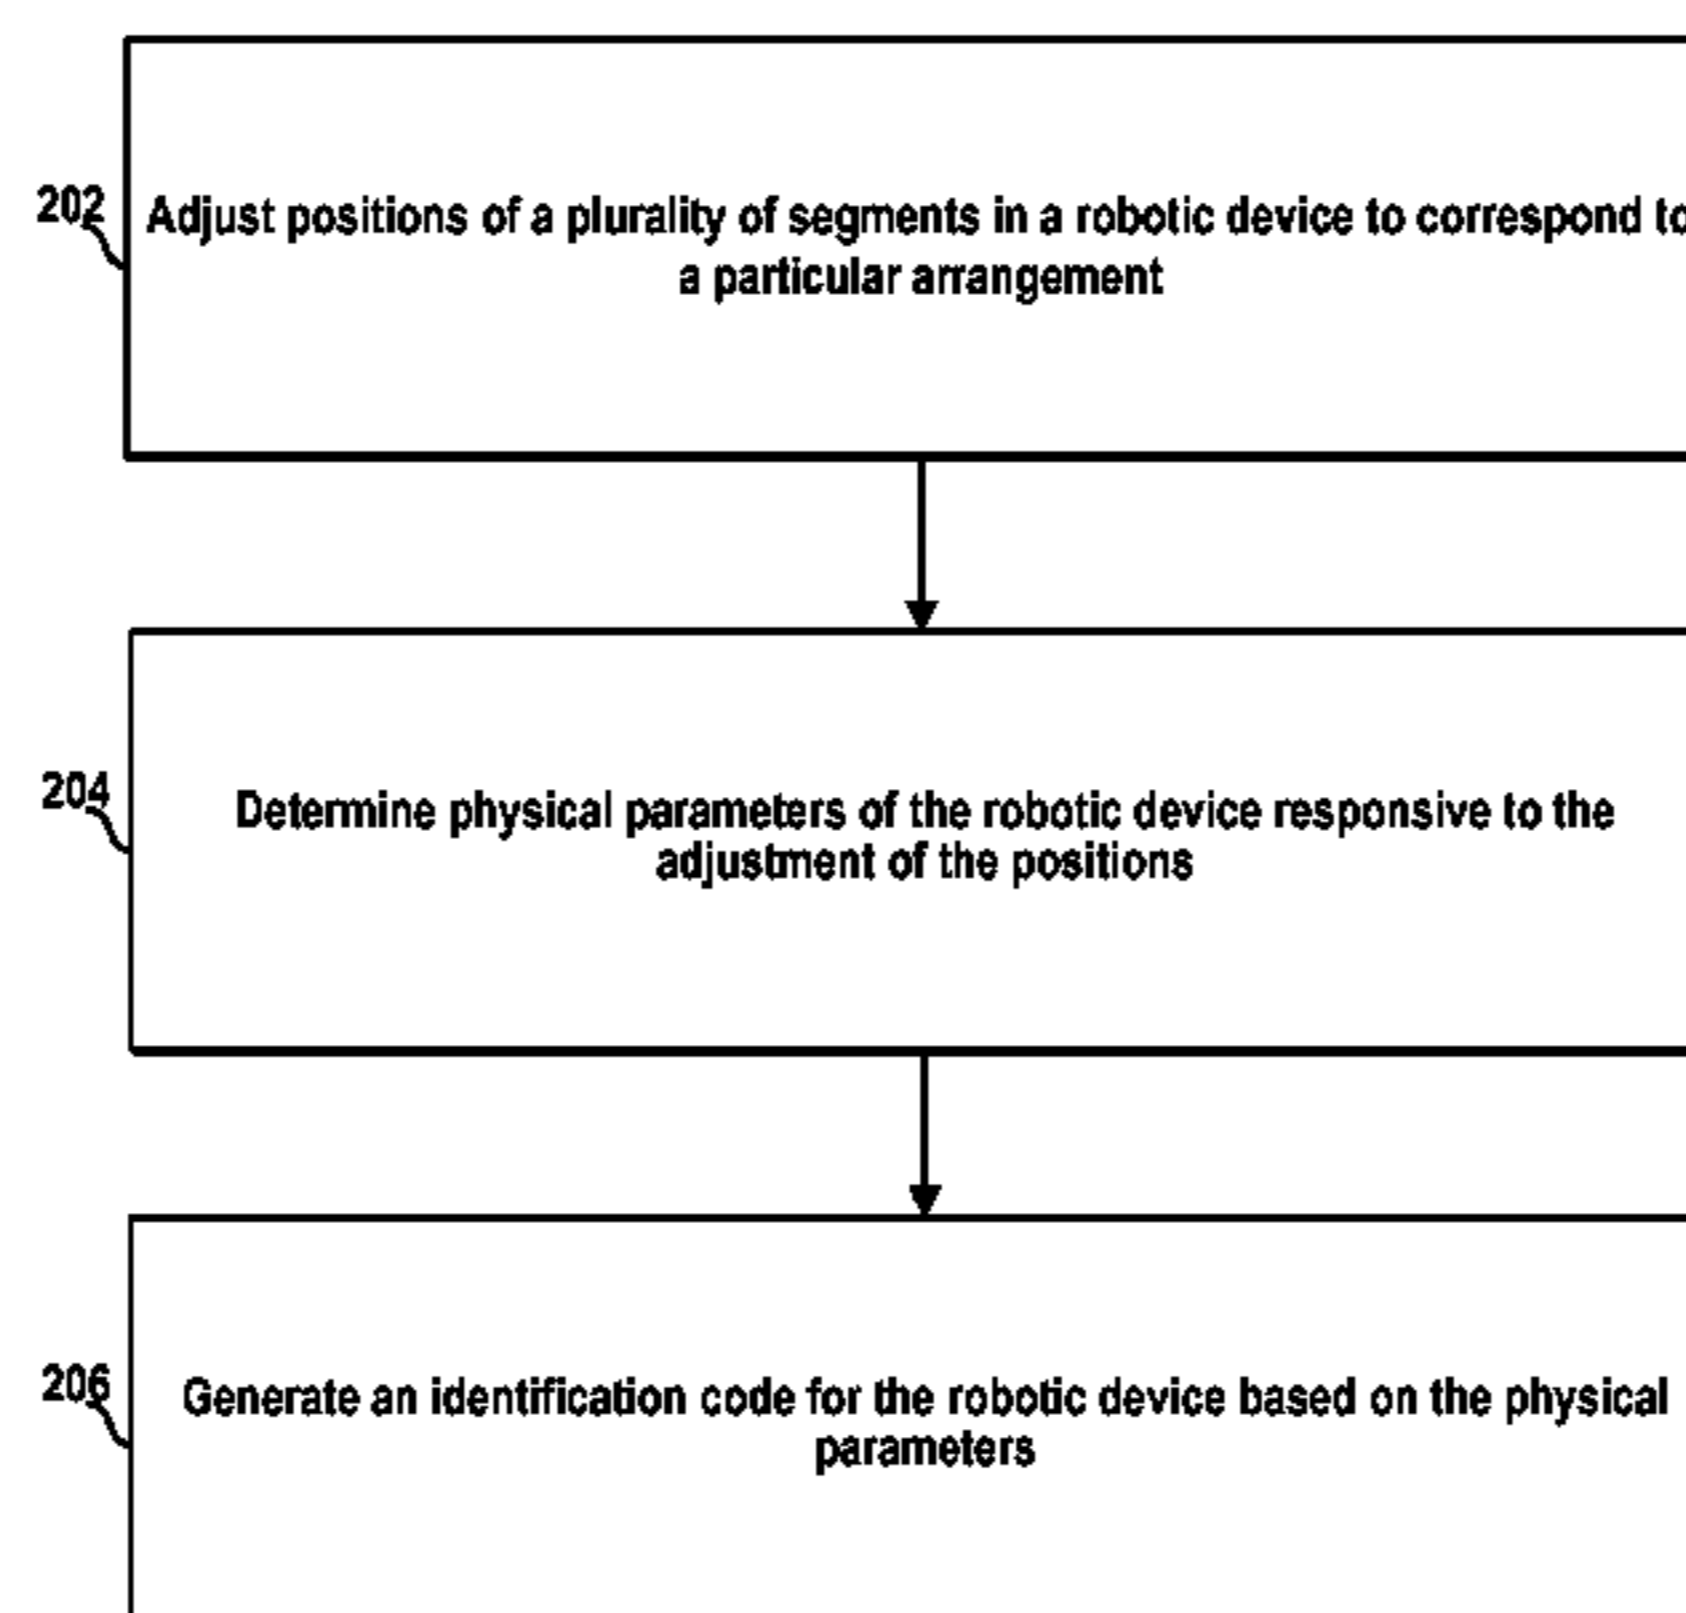 202
Adjust positions of a plurality of segments in a robotic device to correspond to
a particular arrangement
204
Determine physical parameters of the robotic device responsive to the
adjustment of the positions
206
Generate an identification code for the robotic device based on the physical
parameters